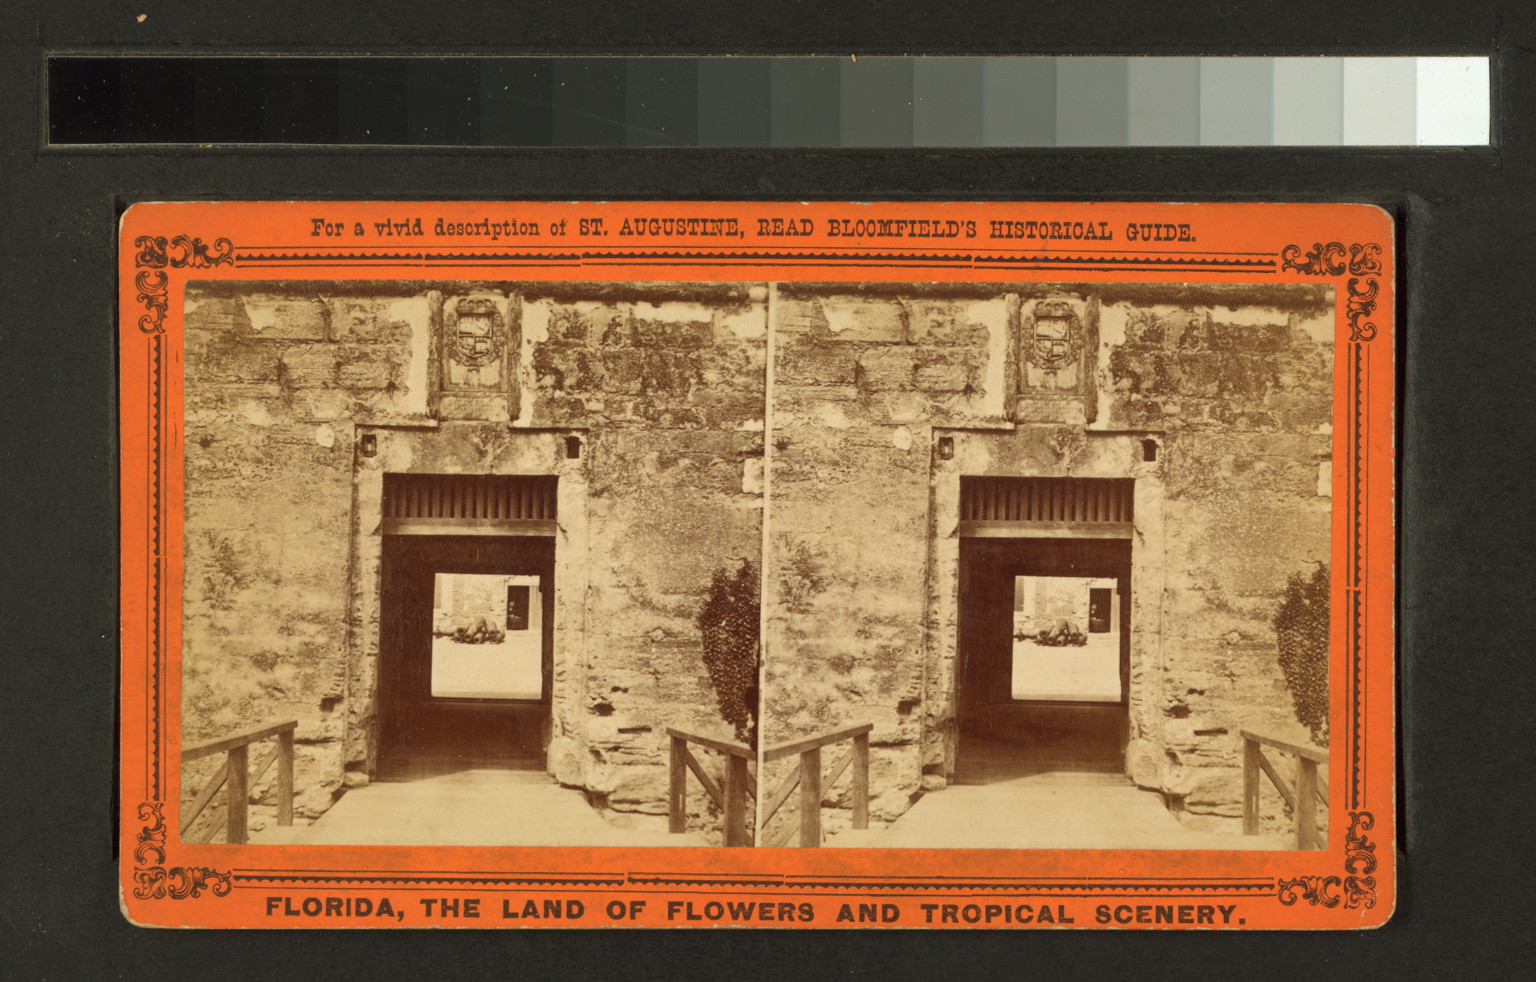 For a vivid description of ST. AUGUSTINE, READ BLOOMFIELD'S HISTORICAL GUIDE.
FLORIDA, THE LAND OF FLOWERS AND TROPICAL SCENERY.